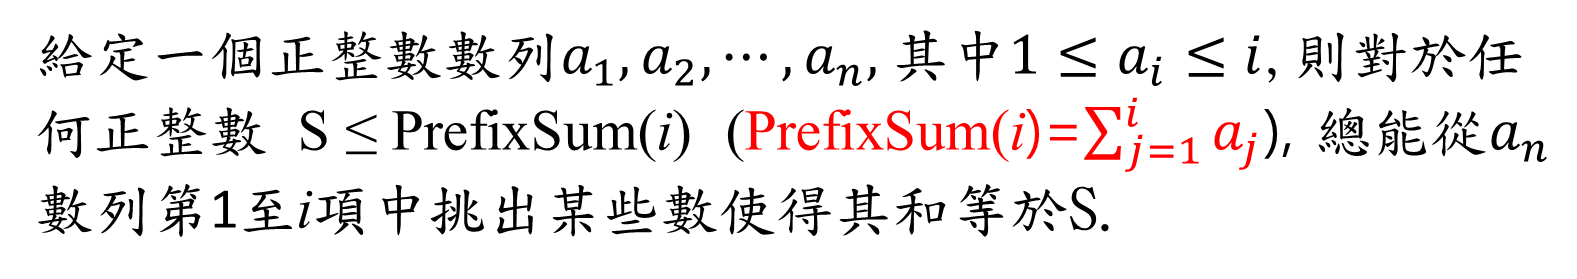 給定一個正整數數列a₁, a₂, ⋯ , aₙ, 其中1 ≤ aᵢ ≤ i, 則對於任
何正整數 S ≤ PrefixSum(i) (PrefixSum(i)=∑ⁱⱼ₌₁ aⱼ), 總能從aₙ
數列第1至i項中挑出某些數使得其和等於S.